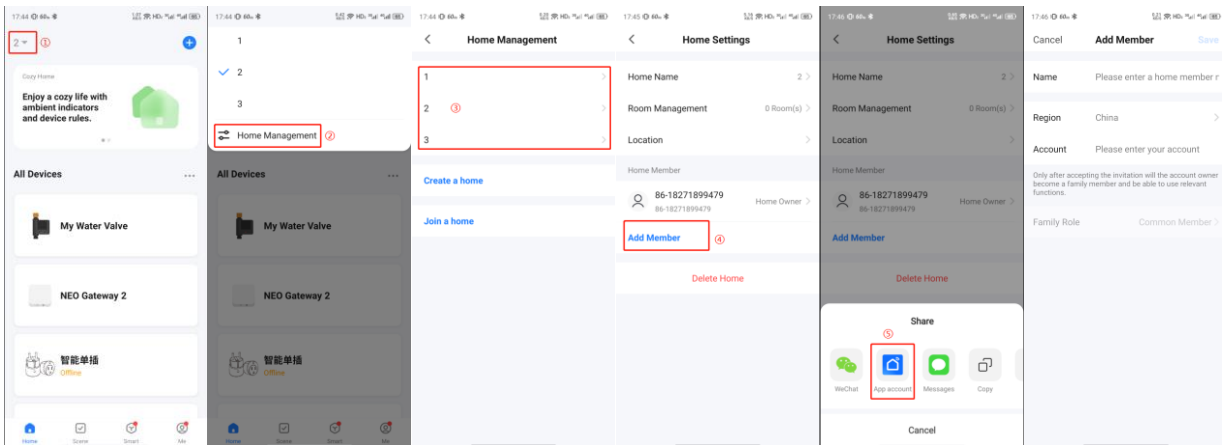 17:44
2
①
Cozy Home
Enjoy a cozy life with
ambient indicators
and device rules.
All Devices
...
My Water Valve
NEO Gateway 2
智能单插
Offline
Home Scene Smart Me
17:44
1
2
3
Home Management ②
All Devices
...
My Water Valve
NEO Gateway 2
智能单插
Offline
Home Scene Smart Me
17:44
Home Management
1
2 ③
3
Create a home
Join a home
17:45
Home Settings
Home Name 2
Room Management 0 Room(s)
Location
Home Member
86-18271899479
86-18271899479
Home Owner
Add Member ④
Delete Home
17:46
Home Settings
Home Name 2
Room Management 0 Room(s)
Location
Home Member
86-18271899479
86-18271899479
Home Owner
Add Member
Delete Home
Share
⑤
WeChat App account Messages Copy
Cancel
17:46
Cancel Add Member Save
Name Please enter a home member r
Region China
Account Please enter your account
Only after accepting the invitation will the account owner
become a family member and be able to use relevant
functions.
Family Role Common Member